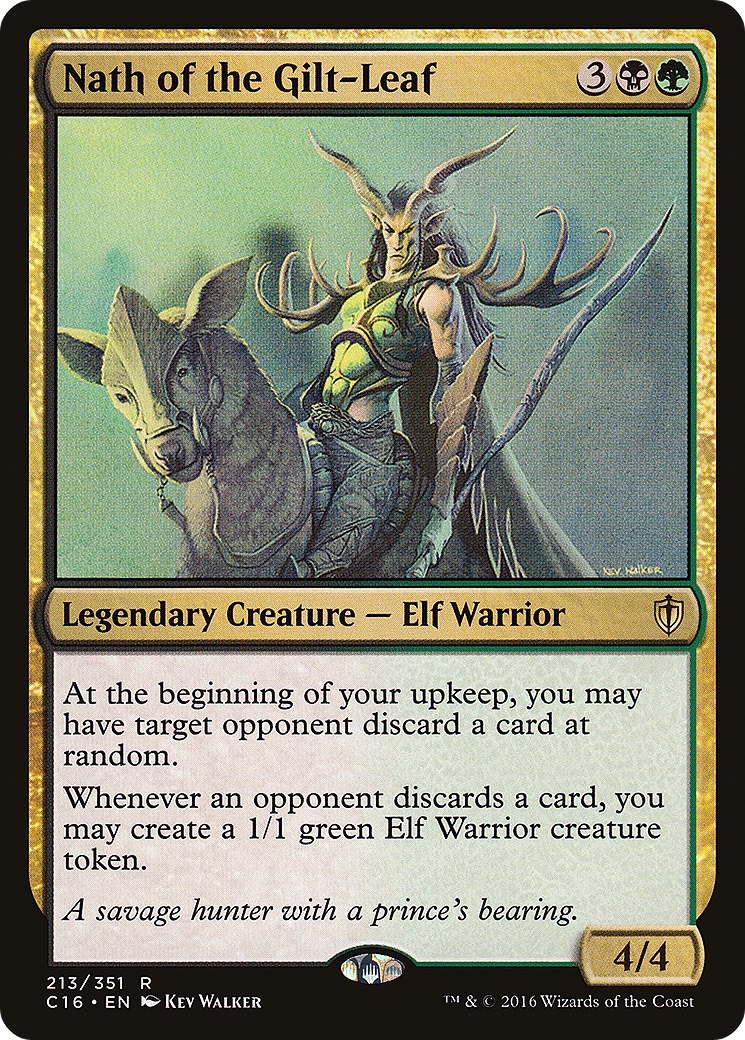 Nath of the Gilt-Leaf 3
KEV. WALKER
Legendary Creature — Elf Warrior
At the beginning of your upkeep, you may
have target opponent discard a card at
random.
Whenever an opponent discards a card, you
may create a 1/1 green Elf Warrior creature
token.
A savage hunter with a prince's bearing.
4/4
213/351 R
C16 • EN Kev Walker
™ & © 2016 Wizards of the Coast